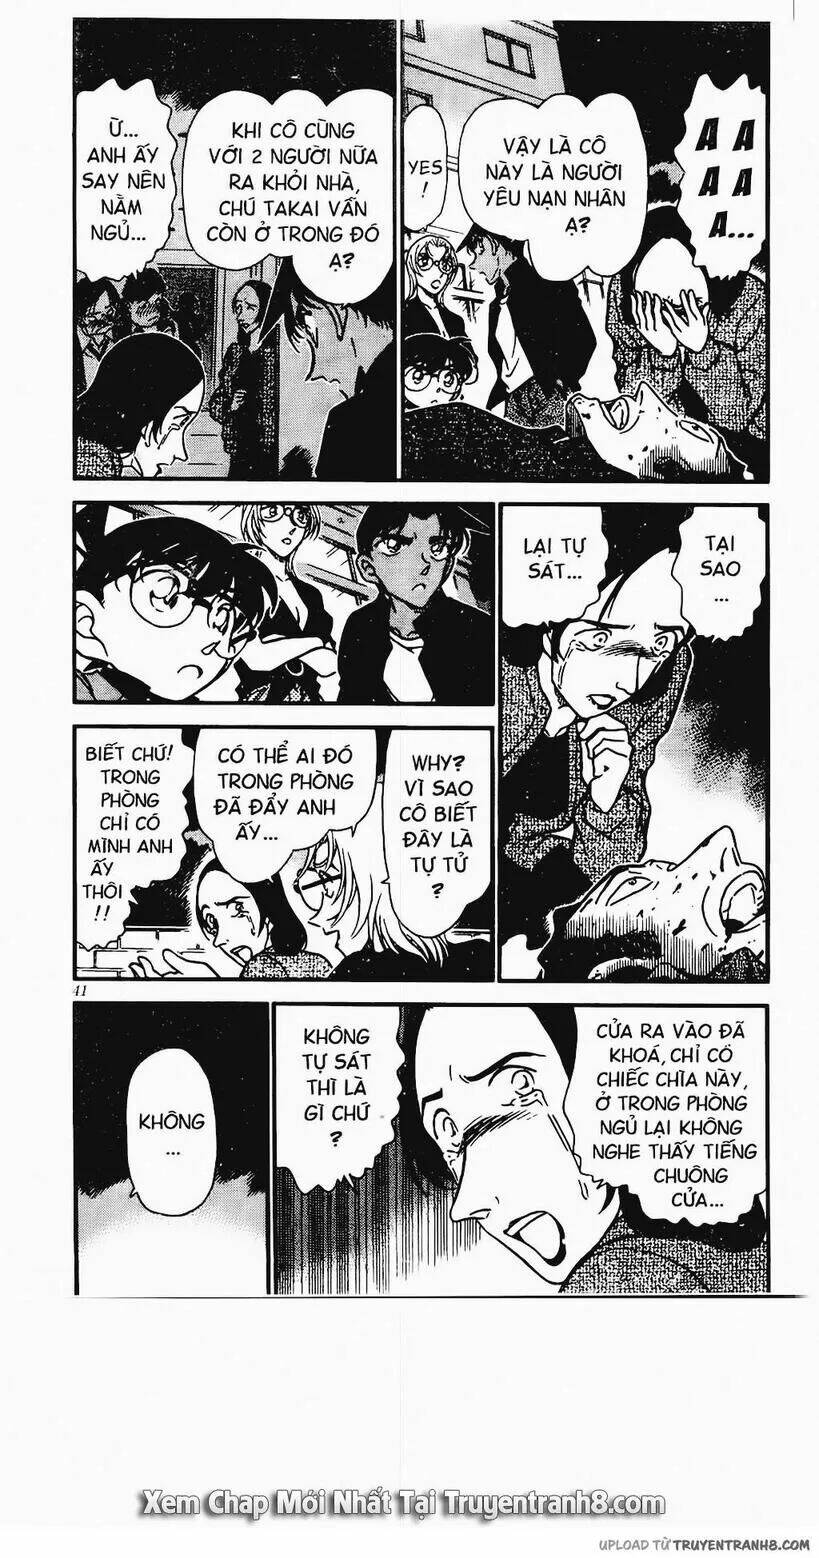 A A
A A
A A...
VẬY LÀ CÔ
NÀY LÀ NGƯỜI
YÊU NẠN NHÂN
Ạ?
YES
!
KHI CÔ CÙNG
VỚI 2 NGƯỜI NỮA
RA KHỎI NHÀ,
CHÚ TAKAI VẪN
CÒN Ở TRONG ĐÓ
Ạ?
Ừ...
ANH ẤY
SAY NÊN
NẰM
NGỦ...
TẠI
SAO
...
LẠI TỰ
SÁT...
WHY?
VÌ SAO
CÔ BIẾT
ĐÂY LÀ
TỰ TỬ
?
CÓ THỂ AI ĐÓ
TRONG PHÒNG
ĐÃ ĐẨY ANH
ẤY...
BIẾT CHỨ!
TRONG
PHÒNG
CHỈ CÓ
MÌNH ANH
ẤY
THÔI
!!
41
CỬA RA VÀO ĐÃ
KHOÁ, CHỈ CÓ
CHIẾC CHÌA NÀY,
Ở TRONG PHÒNG
NGỦ LẠI KHÔNG
NGHE THẤY TIẾNG
CHUÔNG
CỬA...
KHÔNG
TỰ SÁT
THÌ LÀ
GÌ CHỨ
?
KHÔNG
...
Xem Chap Mới Nhất Tại Truyentranh8.com
UPLOAD TỪ TRUYENTRANH8.COM